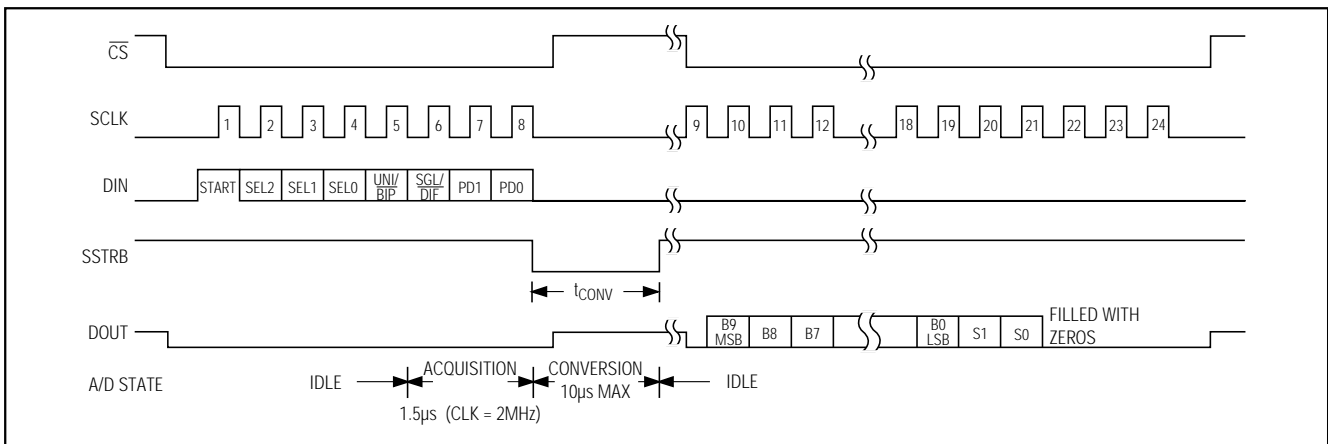 CS
SCLK
1 2 3 4 5 6 7 8 9 10 11 12 18 19 20 21 22 23 24
DIN
START SEL2 SEL1 SEL0 UNI/ SGL/ PD1 PD0
BIP DIF
SSTRB
tCONV
DOUT
B9 B8 B7 B0 S1 S0 FILLED WITH
MSB LSB ZEROS
A/D STATE IDLE ACQUISITION CONVERSION IDLE
10µs MAX
1.5µs (CLK = 2MHz)